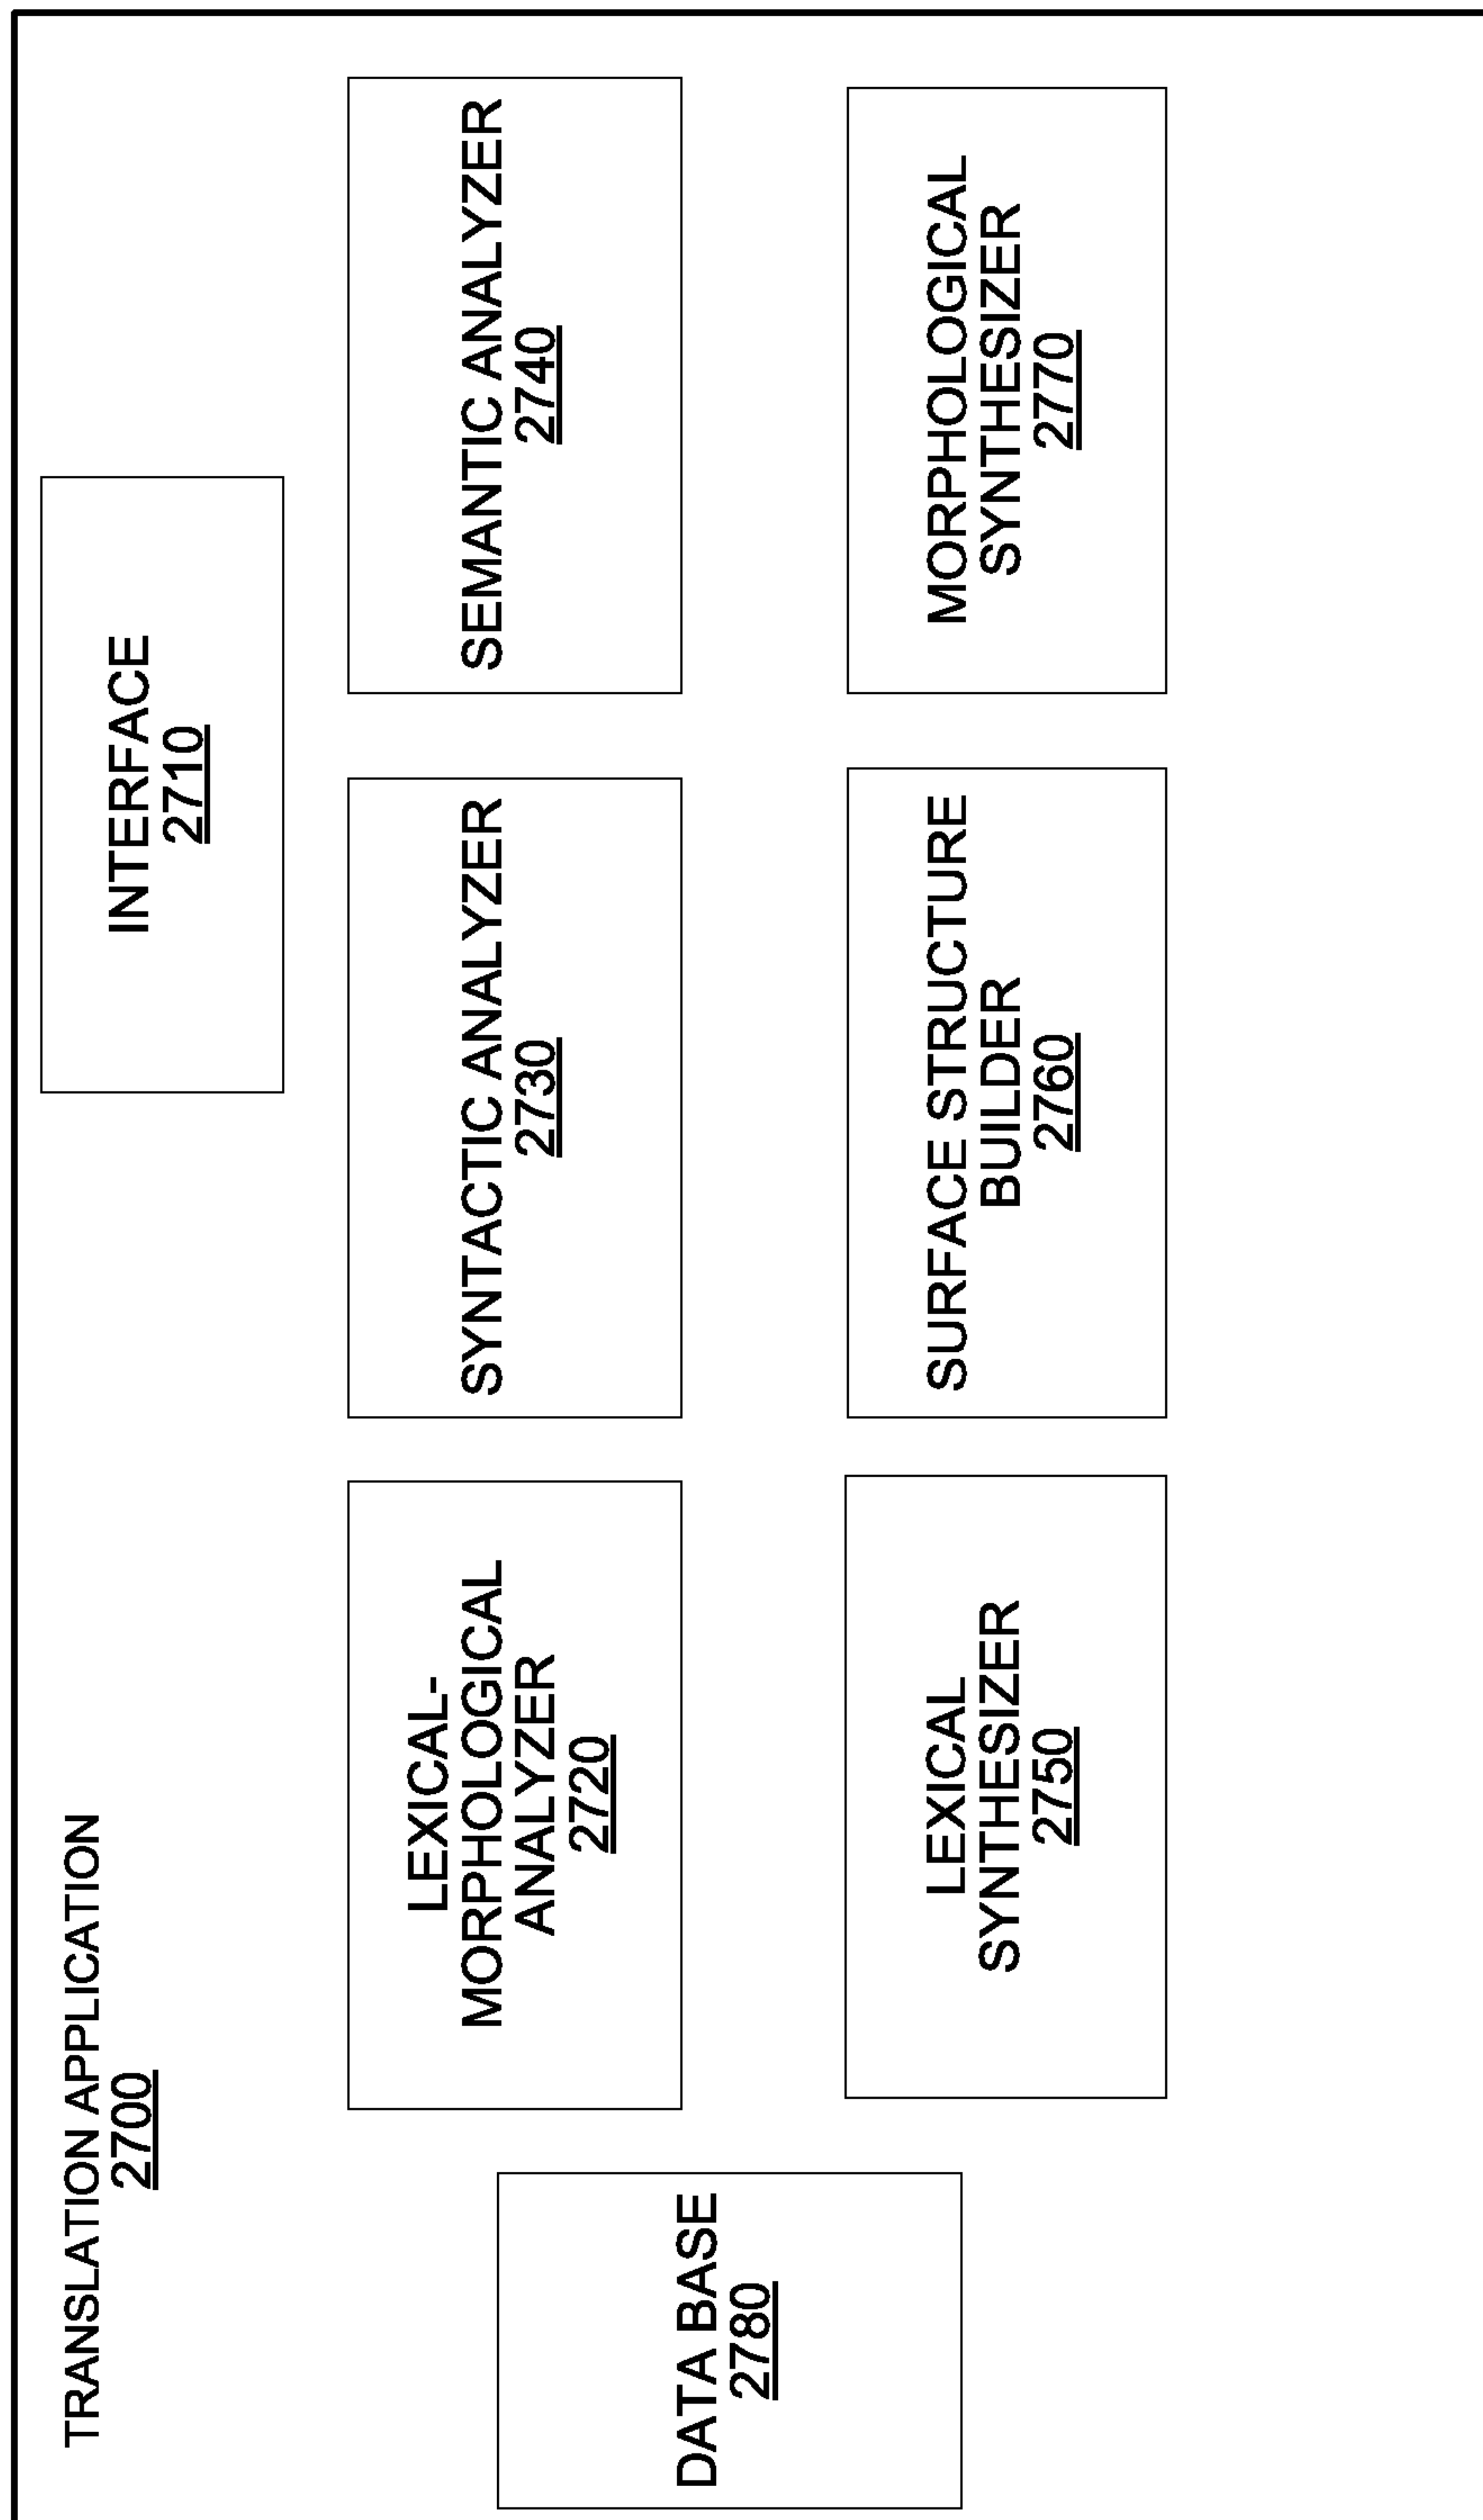 TRANSLATION APPLICATION
2700
INTERFACE
2710
LEXICAL-
MORPHOLOGICAL
ANALYZER
2720
SYNTACTIC ANALYZER
2730
SEMANTIC ANALYZER
2740
DATA BASE
2780
LEXICAL
SYNTHESIZER
2750
SURFACE STRUCTURE
BUILDER
2760
MORPHOLOGICAL
SYNTHESIZER
2770